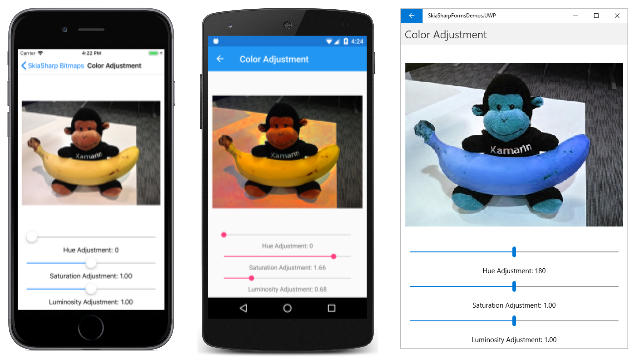 Carrier 4:22 PM
SkiaSharp Bitmaps Color Adjustment
Xamarin
Hue Adjustment: 0
Saturation Adjustment: 1.00
Luminosity Adjustment: 1.00
4:24
Color Adjustment
Xamarin
Hue Adjustment: 0
Saturation Adjustment: 1.66
Luminosity Adjustment: 0.68
SkiaSharpFormsDemos.UWP
Color Adjustment
Xamarin
Hue Adjustment: 180
Saturation Adjustment: 1.00
Luminosity Adjustment: 1.00